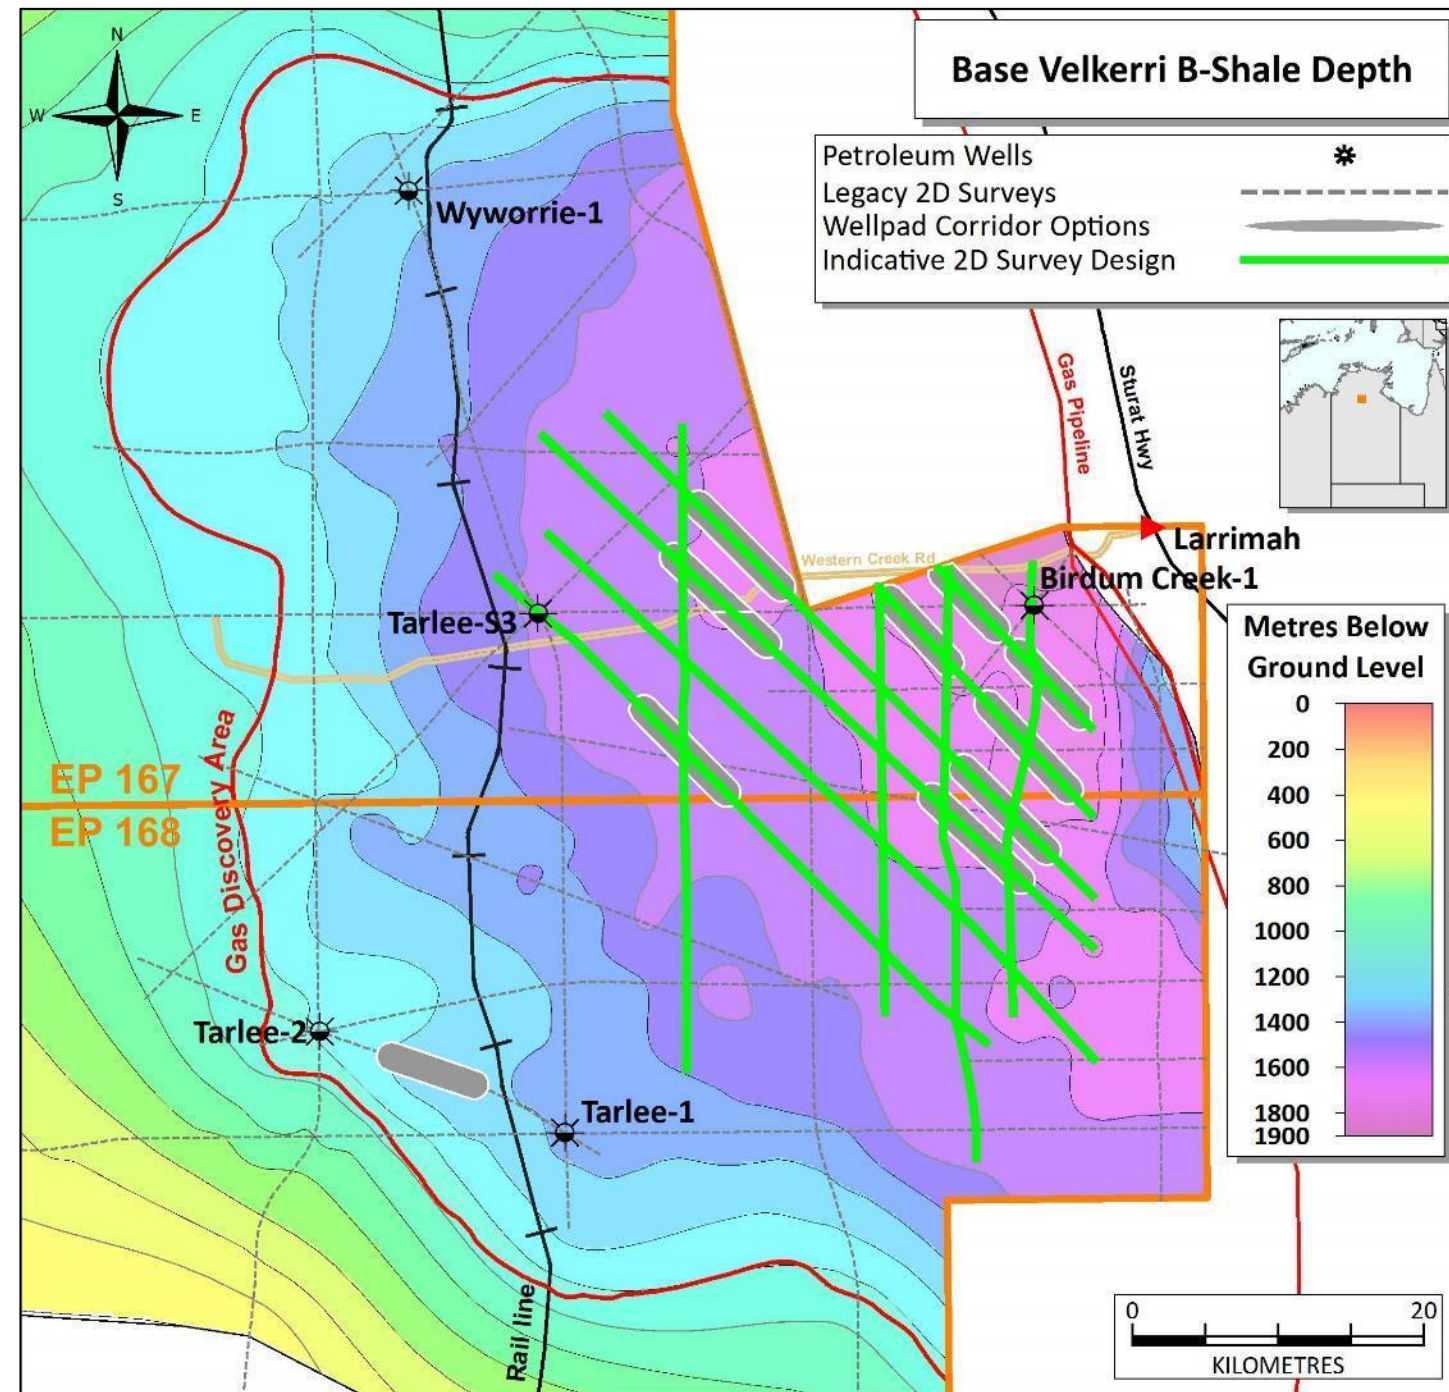 Base Velkerri B-Shale Depth
N
W
E
S
Petroleum Wells
Legacy 2D Surveys
Wellpad Corridor Options
Indicative 2D Survey Design
Wyworrie-1
Gas Pipeline
Sturat Hwy
Western Creek Rd
Larrimah
Birdum Creek-1
Tarlee-S3
Metres Below
Ground Level
0
200
400
600
800
1000
1200
1400
1600
1800
1900
EP 167
EP 168
Gas Discovery Area
Tarlee-2
Tarlee-1
Rail line
0
20
KILOMETRES